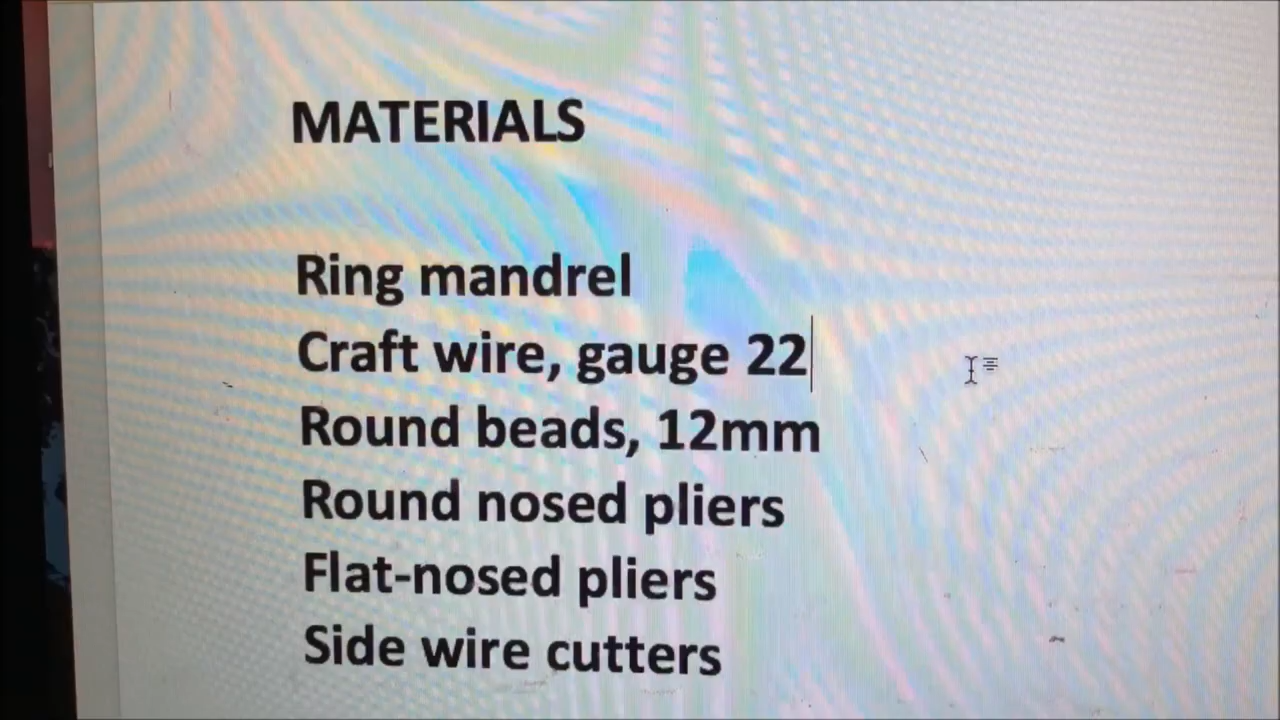 MATERIALS
Ring mandrel
Craft wire, gauge 22
Round beads, 12mm
Round nosed pliers
Flat-nosed pliers
Side wire cutters